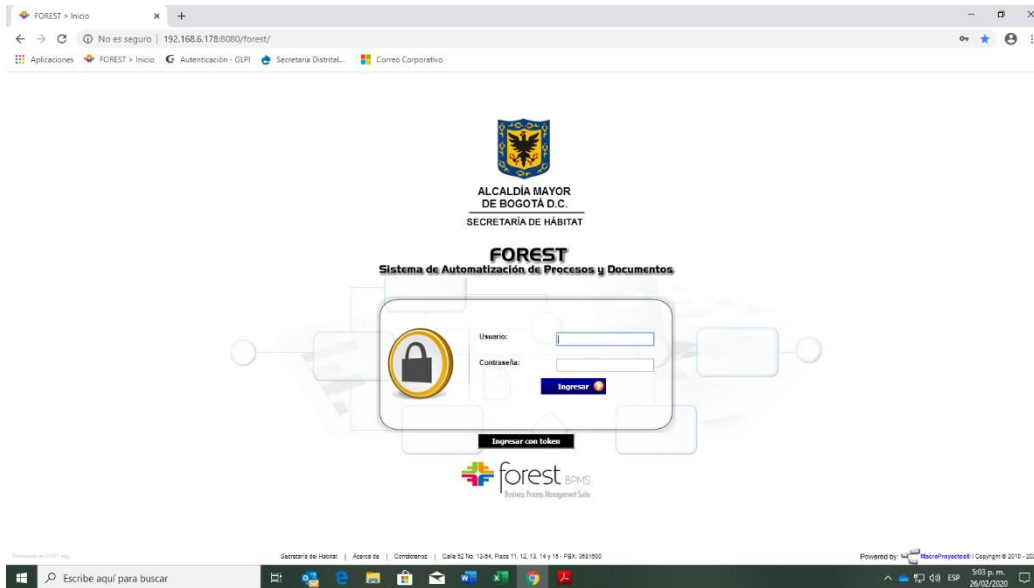 FOREST > Inicio
No es seguro | 192.168.6.178:8080/forest/
Aplicaciones FOREST > Inicio Autenticación - GLPI Secretaría Distrital... Correo Corporativo
ALCALDÍA MAYOR
DE BOGOTÁ D.C.
SECRETARÍA DE HÁBITAT
FOREST
Sistema de Automatización de Procesos y Documentos
Usuario:
Contraseña:
Ingresar
Ingresar con token
forest BPMS
Business Process Management Suite
Secretaría del Hábitat | Acerca de | Contáctenos | Calle 52 No. 13-64, Pisos 11, 12, 13, 14 y 15 - PBX: 3581600
Powered by: MacroProyectos® | Copyright © 2010 - 202
Escribe aquí para buscar
ESP
5:03 p. m.
26/02/2020